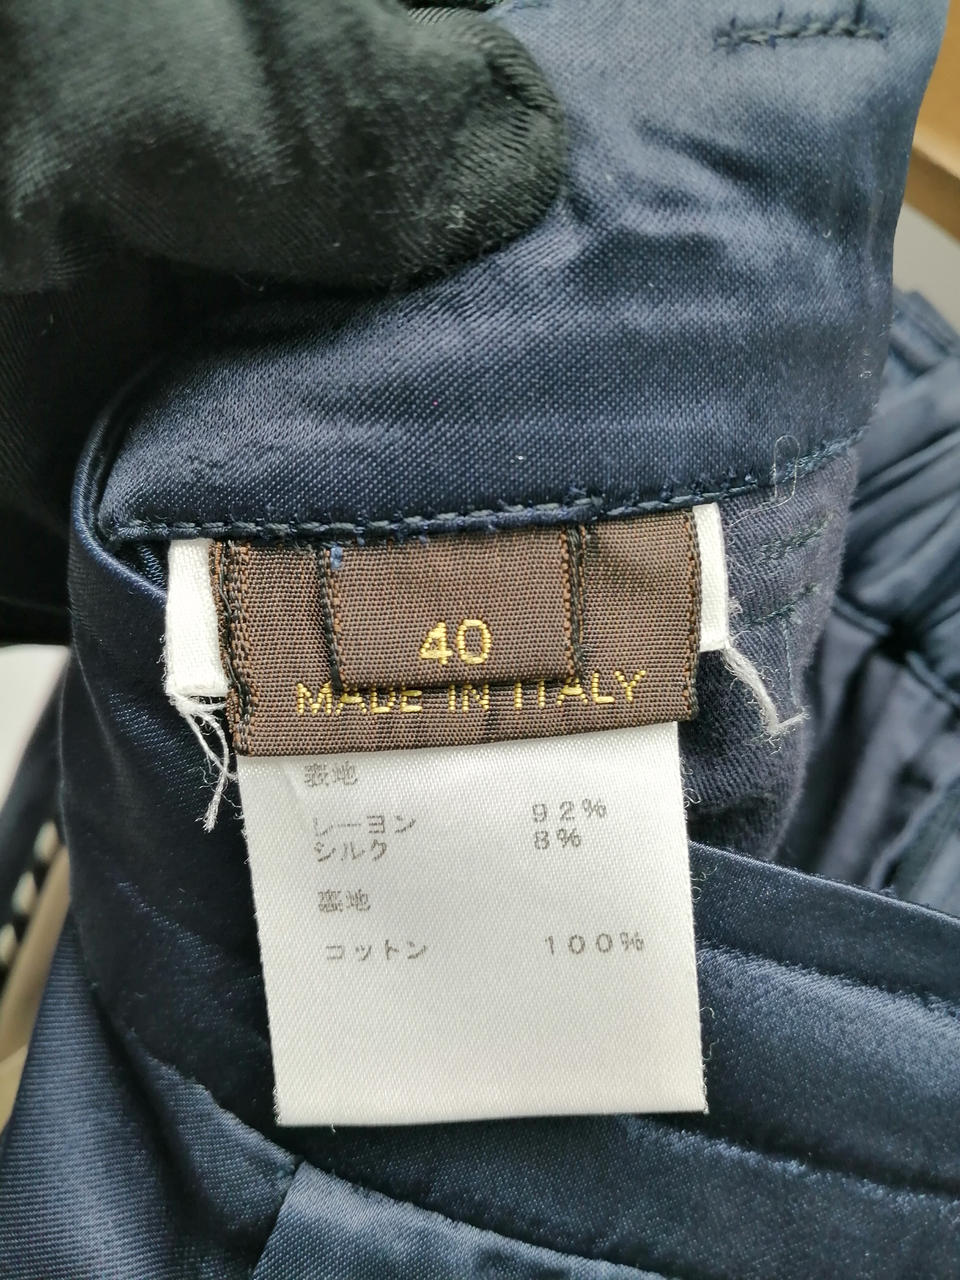 40
MADE IN ITALY
表地
レーヨン 92%
シルク 8%
裏地
コットン 100%